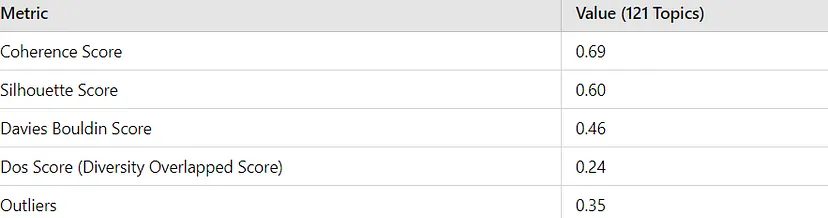 Metric Value (121 Topics)
Coherence Score 0.69
Silhouette Score 0.60
Davies Bouldin Score 0.46
Dos Score (Diversity Overlapped Score) 0.24
Outliers 0.35